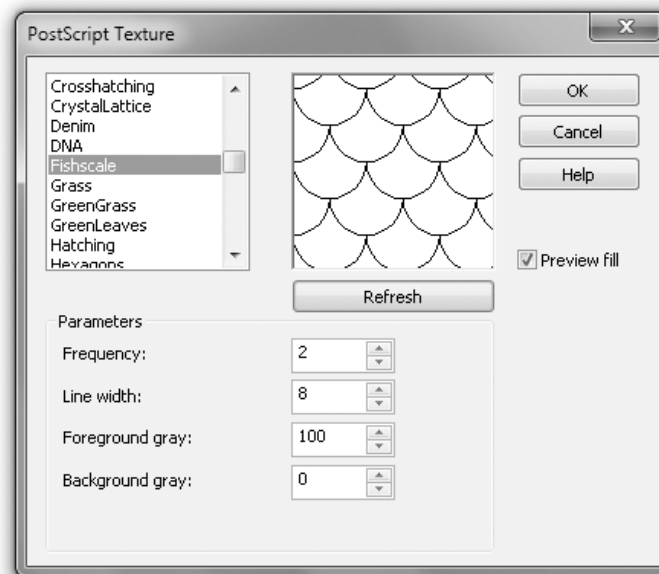 PostScript Texture
X
Crosshatching
CrystalLattice
Denim
DNA
Fishscale
Grass
GreenGrass
GreenLeaves
Hatching
Hexagons
OK
Cancel
Help
Preview fill
Refresh
Parameters
Frequency: 2
Line width: 8
Foreground gray: 100
Background gray: 0